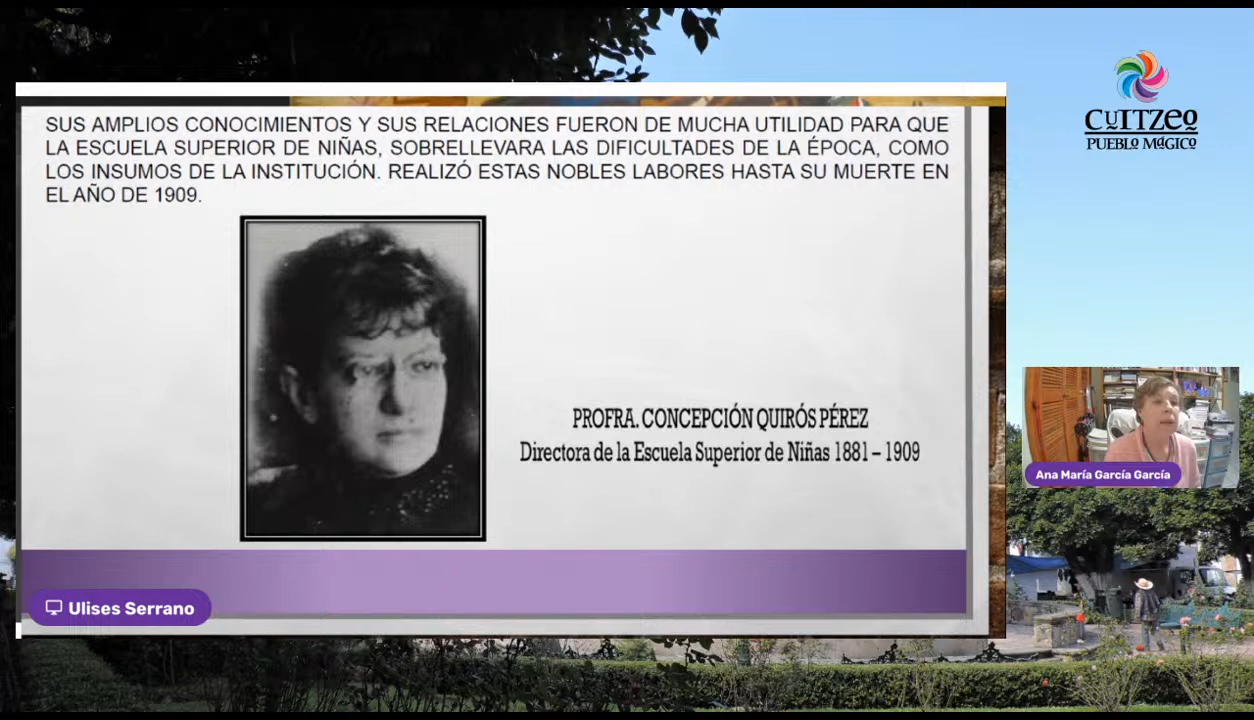 SUS AMPLIOS CONOCIMIENTOS Y SUS RELACIONES FUERON DE MUCHA UTILIDAD PARA QUE
LA ESCUELA SUPERIOR DE NIÑAS, SOBRELLEVARA LAS DIFICULTADES DE LA ÉPOCA, COMO
LOS INSUMOS DE LA INSTITUCIÓN. REALIZÓ ESTAS NOBLES LABORES HASTA SU MUERTE EN
EL AÑO DE 1909.
PROFRA. CONCEPCIÓN QUIRÓS PÉREZ
Directora de la Escuela Superior de Niñas 1881 – 1909
Ulises Serrano
CUITZEO
PUEBLO MÁGICO
Ana María García García